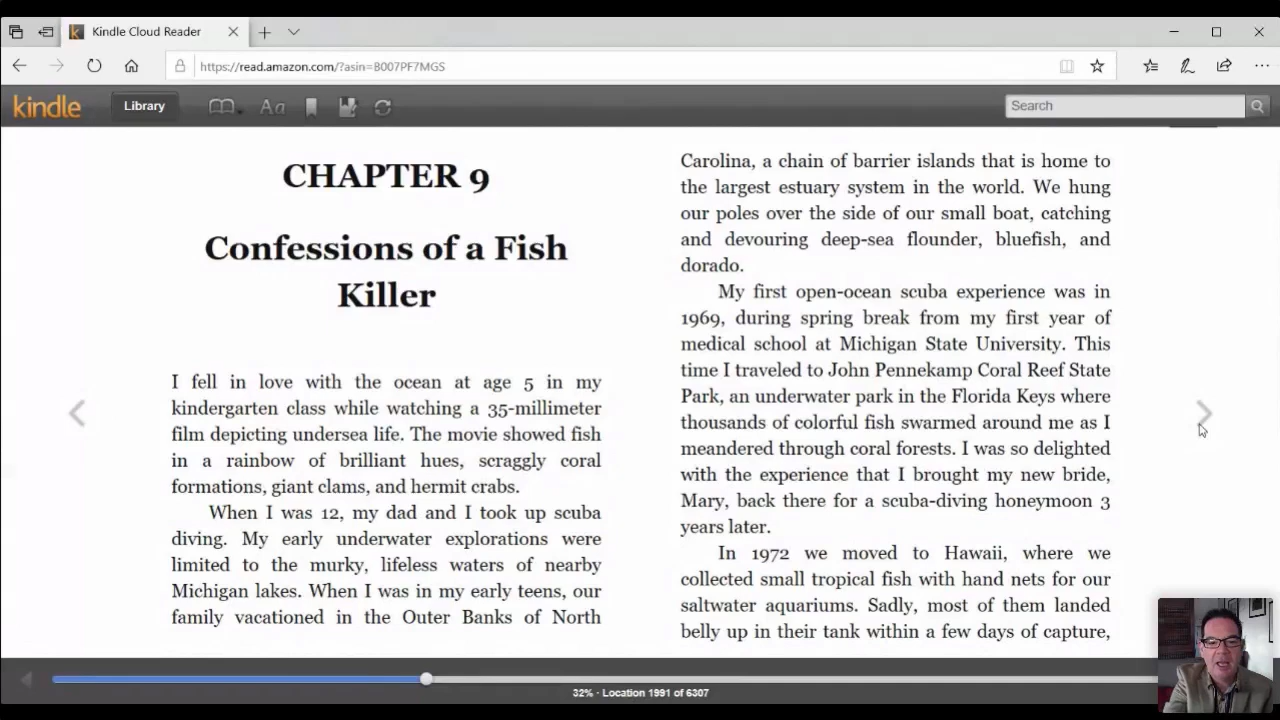 Kindle Cloud Reader
https://read.amazon.com/?asin=B007PF7MGS
kindle
Library
Aa
Search
CHAPTER 9
Confessions of a Fish
Killer
I fell in love with the ocean at age 5 in my
kindergarten class while watching a 35-millimeter
film depicting undersea life. The movie showed fish
in a rainbow of brilliant hues, scraggly coral
formations, giant clams, and hermit crabs.
When I was 12, my dad and I took up scuba
diving. My early underwater explorations were
limited to the murky, lifeless waters of nearby
Michigan lakes. When I was in my early teens, our
family vacationed in the Outer Banks of North
Carolina, a chain of barrier islands that is home to
the largest estuary system in the world. We hung
our poles over the side of our small boat, catching
and devouring deep-sea flounder, bluefish, and
dorado.
My first open-ocean scuba experience was in
1969, during spring break from my first year of
medical school at Michigan State University. This
time I traveled to John Pennekamp Coral Reef State
Park, an underwater park in the Florida Keys where
thousands of colorful fish swarmed around me as I
meandered through coral forests. I was so delighted
with the experience that I brought my new bride,
Mary, back there for a scuba-diving honeymoon 3
years later.
In 1972 we moved to Hawaii, where we
collected small tropical fish with hand nets for our
saltwater aquariums. Sadly, most of them landed
belly up in their tank within a few days of capture,
32% · Location 1991 of 6307